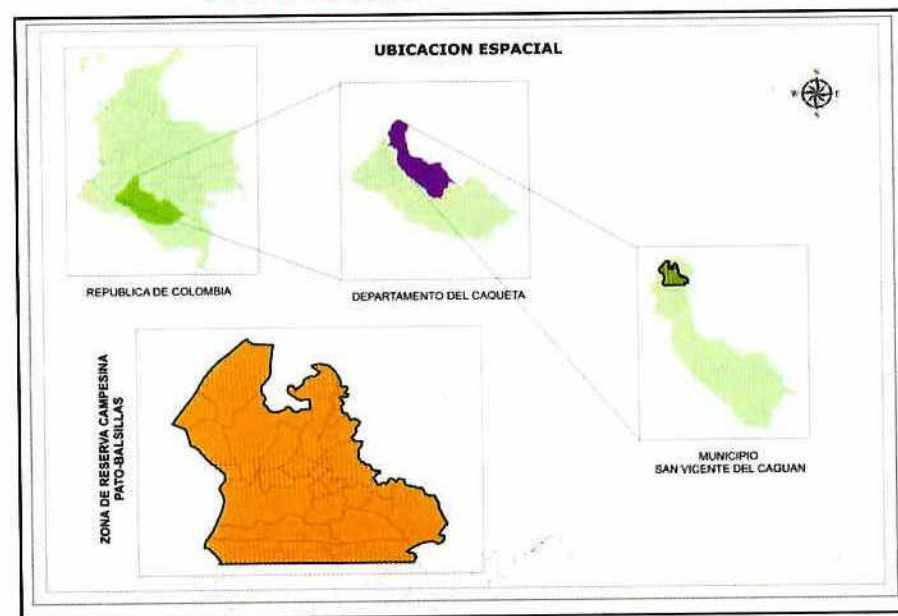 UBICACION ESPACIAL
N
W E
S
REPUBLICA DE COLOMBIA
DEPARTAMENTO DEL CAQUETA
MUNICIPIO
SAN VICENTE DEL CAGUAN
ZONA DE RESERVA CAMPESINA
PATO-BALSILLAS